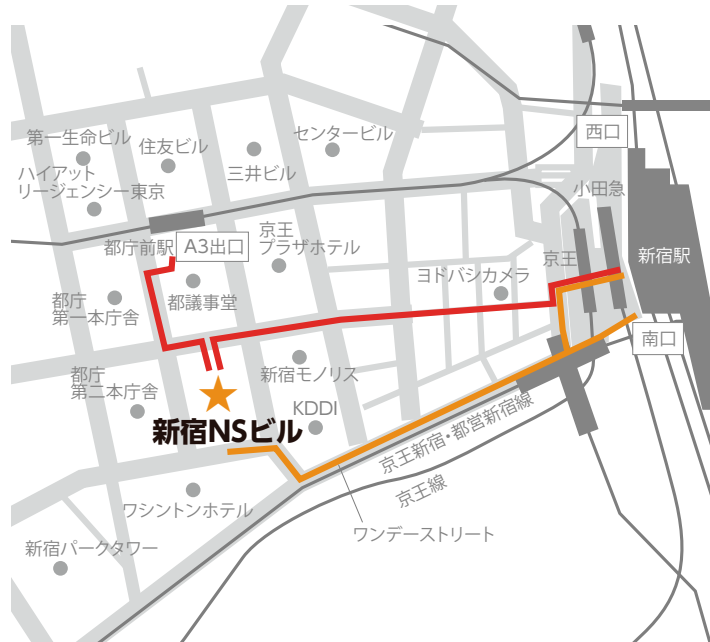 西口
センタービル
第一生命ビル
住友ビル
三井ビル
ハイアット
リージェンシー東京
小田急
京王
プラザホテル
都庁前駅
A3出口
新宿駅
京王
ヨドバシカメラ
都庁
第一本庁舎
都議事堂
南口
新宿モノリス
都庁
第二本庁舎
KDDI
新宿NSビル
京王新宿・都営新宿線
京王線
ワシントンホテル
ワンデーストリート
新宿パークタワー